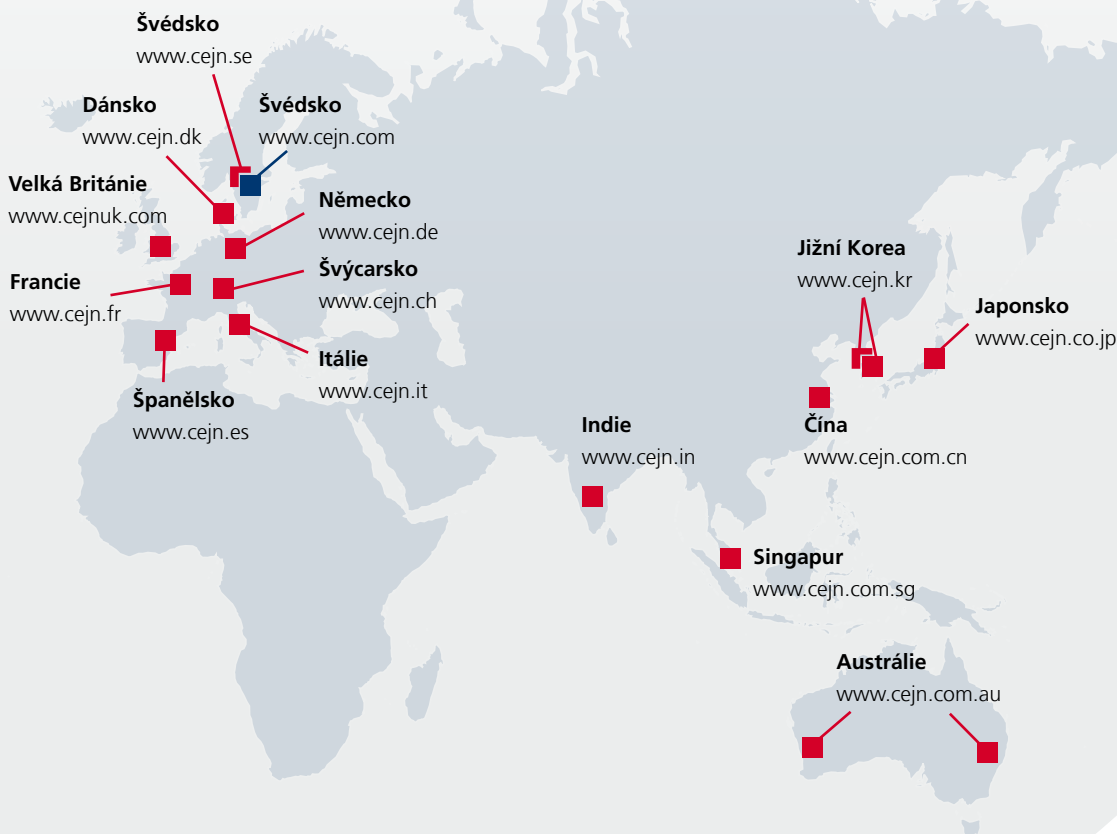 Švédsko
www.cejn.se
Dánsko
www.cejn.dk
Švédsko
www.cejn.com
Velká Británie
www.cejnuk.com
Německo
www.cejn.de
Francie
www.cejn.fr
Švýcarsko
www.cejn.ch
Itálie
www.cejn.it
Španělsko
www.cejn.es
Jižní Korea
www.cejn.kr
Japonsko
www.cejn.co.jp
Indie
www.cejn.in
Čína
www.cejn.com.cn
Singapur
www.cejn.com.sg
Austrálie
www.cejn.com.au